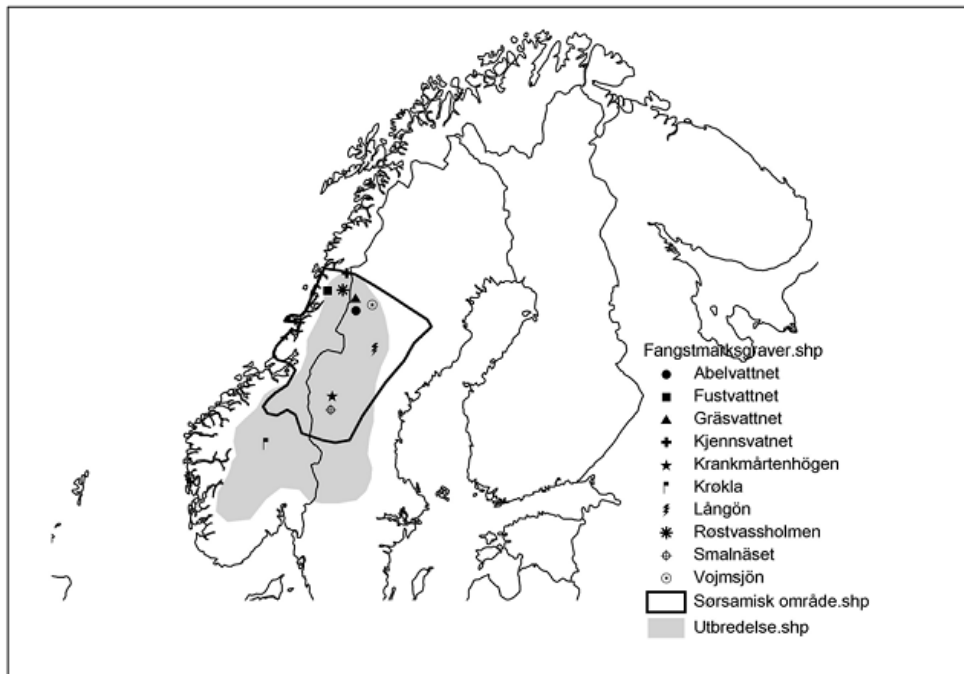 Fangstmarksgraver.shp
Abelvattnet
Fustvattnet
Gräsvattnet
Kjennsvatnet
Krankmårtenhögen
Krøkla
Långön
Røstvassholmen
Smalnäset
Vojmsjön
Sørsamisk område.shp
Utbredelse.shp